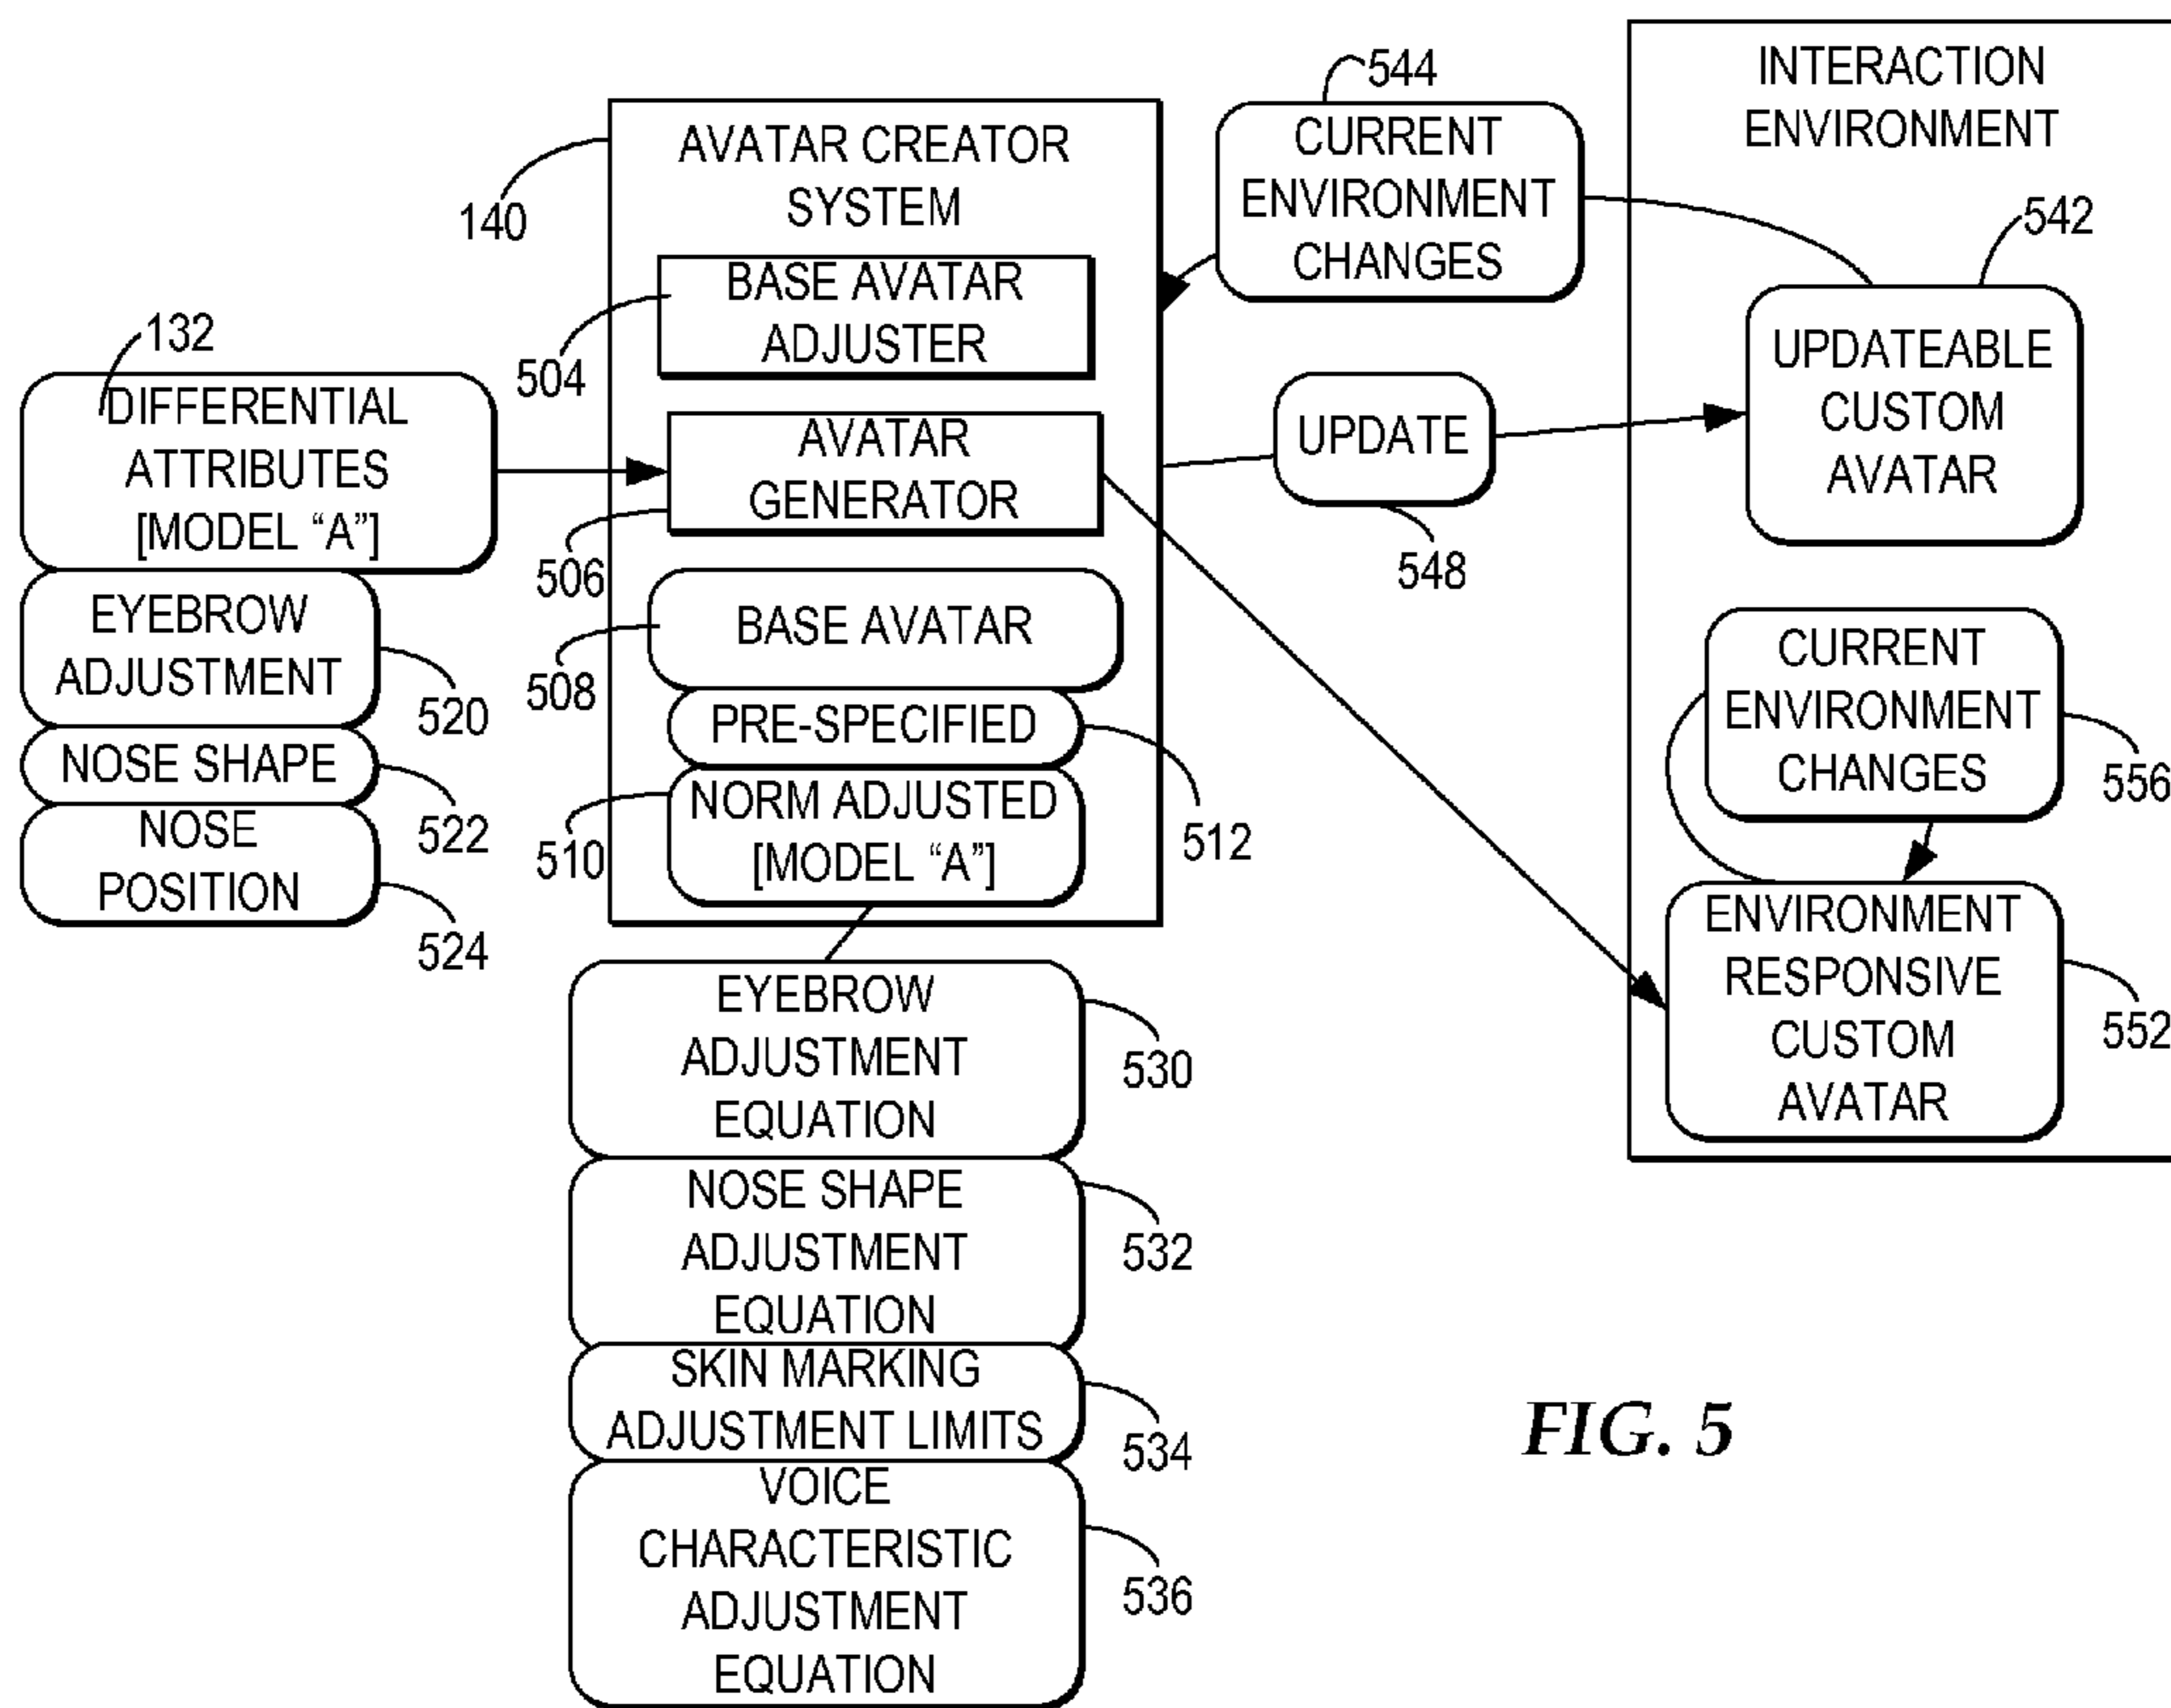 132
DIFFERENTIAL
ATTRIBUTES
[MODEL “A”]
EYEBROW
ADJUSTMENT
520
NOSE SHAPE
522
NOSE
POSITION
524
140
AVATAR CREATOR
SYSTEM
BASE AVATAR
ADJUSTER
504
AVATAR
GENERATOR
506
BASE AVATAR
508
PRE-SPECIFIED
512
NORM ADJUSTED
[MODEL “A”]
510
EYEBROW
ADJUSTMENT
EQUATION
530
NOSE SHAPE
ADJUSTMENT
EQUATION
532
SKIN MARKING
ADJUSTMENT LIMITS
534
VOICE
CHARACTERISTIC
ADJUSTMENT
EQUATION
536
544
CURRENT
ENVIRONMENT
CHANGES
UPDATE
548
INTERACTION
ENVIRONMENT
542
UPDATEABLE
CUSTOM
AVATAR
CURRENT
ENVIRONMENT
CHANGES
556
ENVIRONMENT
RESPONSIVE
CUSTOM
AVATAR
552
FIG. 5